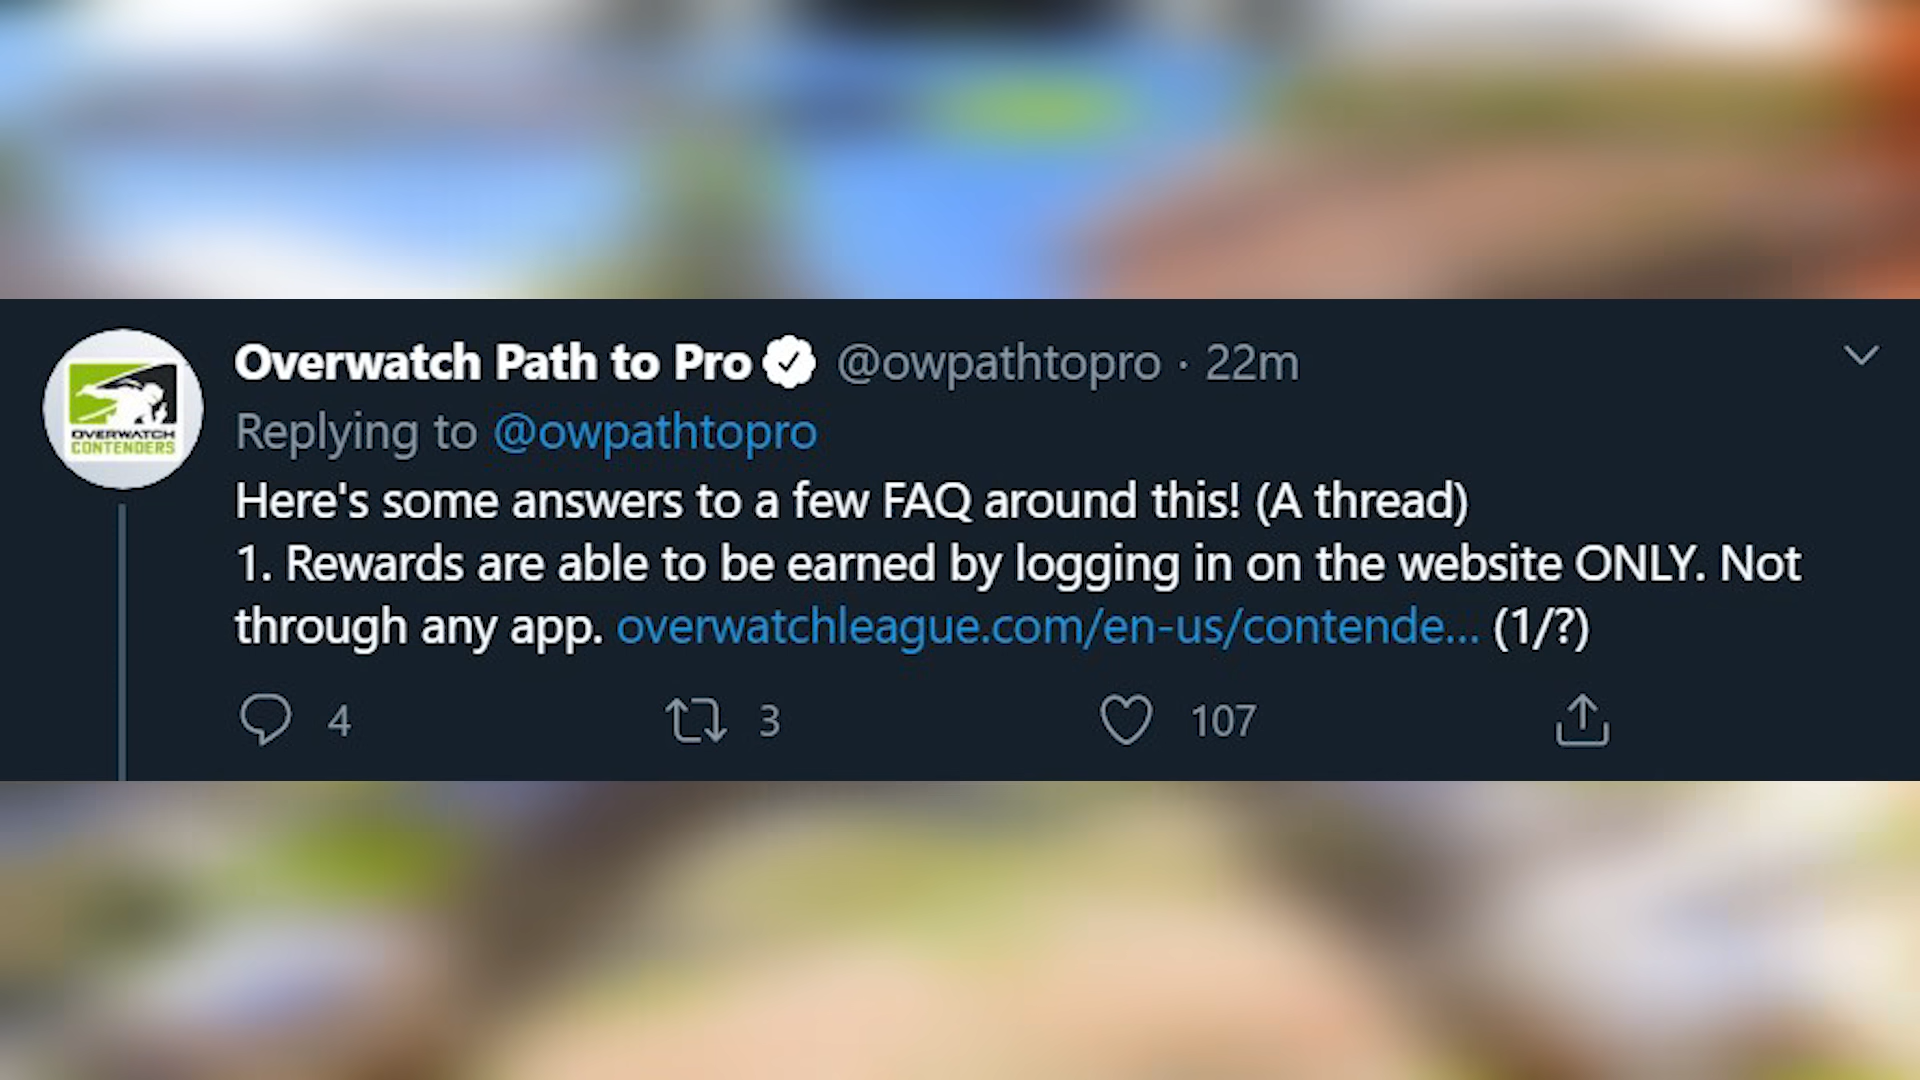 Overwatch Path to Pro @owpathtopro · 22m
Replying to @owpathtopro
OVERWATCH
CONTENDERS
Here's some answers to a few FAQ around this! (A thread)
1. Rewards are able to be earned by logging in on the website ONLY. Not
through any app. overwatchleague.com/en-us/contende... (1/?)
4 3 107